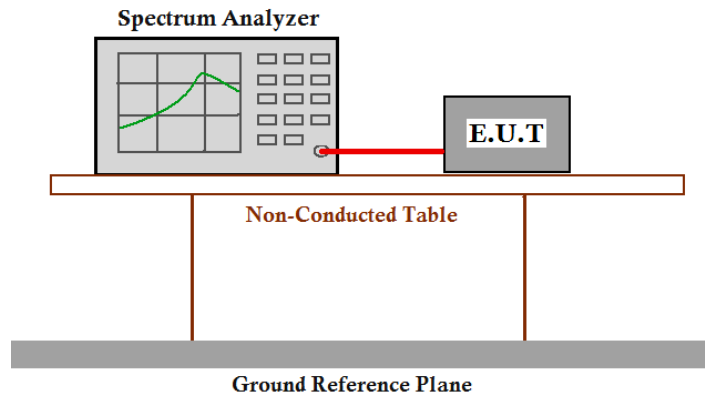 Spectrum Analyzer
E.U.T
Non-Conducted Table
Ground Reference Plane